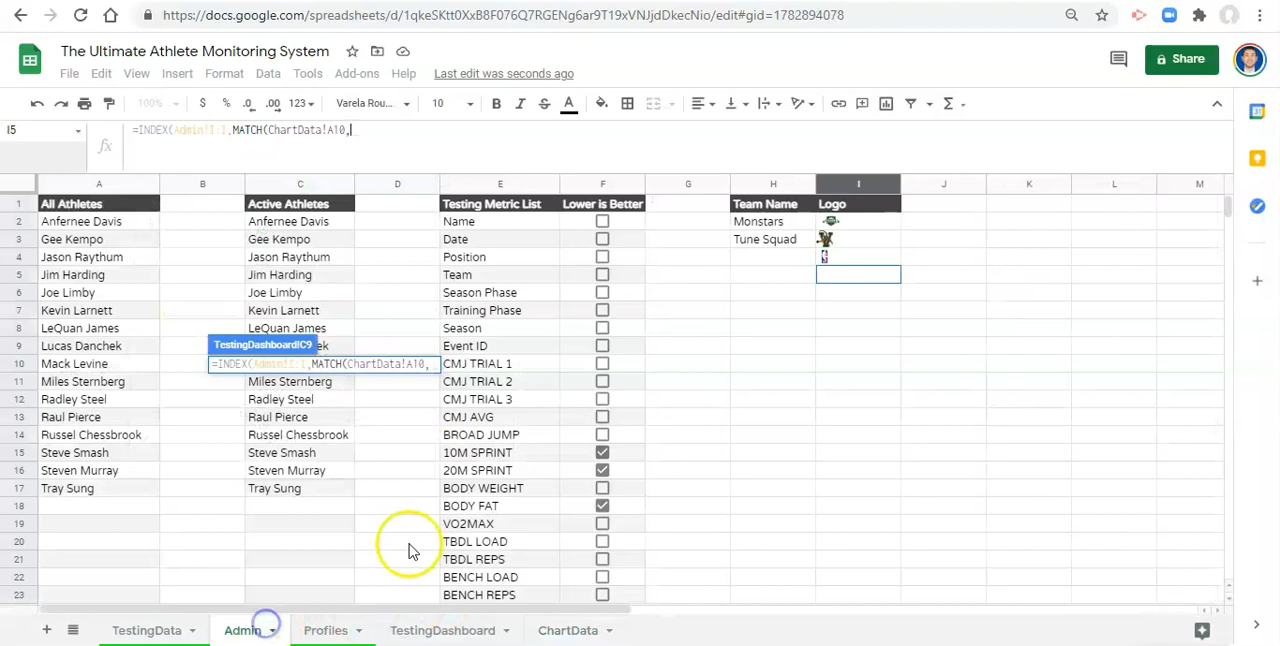 https://docs.google.com/spreadsheets/d/1qkeSKtt0XxB8F076Q7RGENg6ar9T19xVNJjdDkecNio/edit#gid=1782894078
The Ultimate Athlete Monitoring System
Share
File Edit View Insert Format Data Tools Add-ons Help Last edit was seconds ago
100% $ % .0 .00 123 Varela Rou... 10 B I S A
I5 fx =INDEX(Admin!I:I,MATCH(ChartData!A10,
A B C D E F G H I J K L M
1 All Athletes Active Athletes Testing Metric List Lower is Better Team Name Logo
2 Anfernee Davis Anfernee Davis Name Monstars
3 Gee Kempo Gee Kempo Date Tune Squad
4 Jason Raythum Jason Raythum Position
5 Jim Harding Jim Harding Team
6 Joe Limby Joe Limby Season Phase
7 Kevin Larnett Kevin Larnett Training Phase
8 LeQuan James LeQuan James Season
9 Lucas Danchek TestingDashboard!C9 ek Event ID
10 Mack Levine =INDEX(Admin!I:I,MATCH(ChartData!A10, CMJ TRIAL 1
11 Miles Sternberg Miles Sternberg CMJ TRIAL 2
12 Radley Steel Radley Steel CMJ TRIAL 3
13 Raul Pierce Raul Pierce CMJ AVG
14 Russel Chessbrook Russel Chessbrook BROAD JUMP
15 Steve Smash Steve Smash 10M SPRINT
16 Steven Murray Steven Murray 20M SPRINT
17 Tray Sung Tray Sung BODY WEIGHT
18 BODY FAT
19 VO2MAX
20 TBDL LOAD
21 TBDL REPS
22 BENCH LOAD
23 BENCH REPS
TestingData Admin Profiles TestingDashboard ChartData